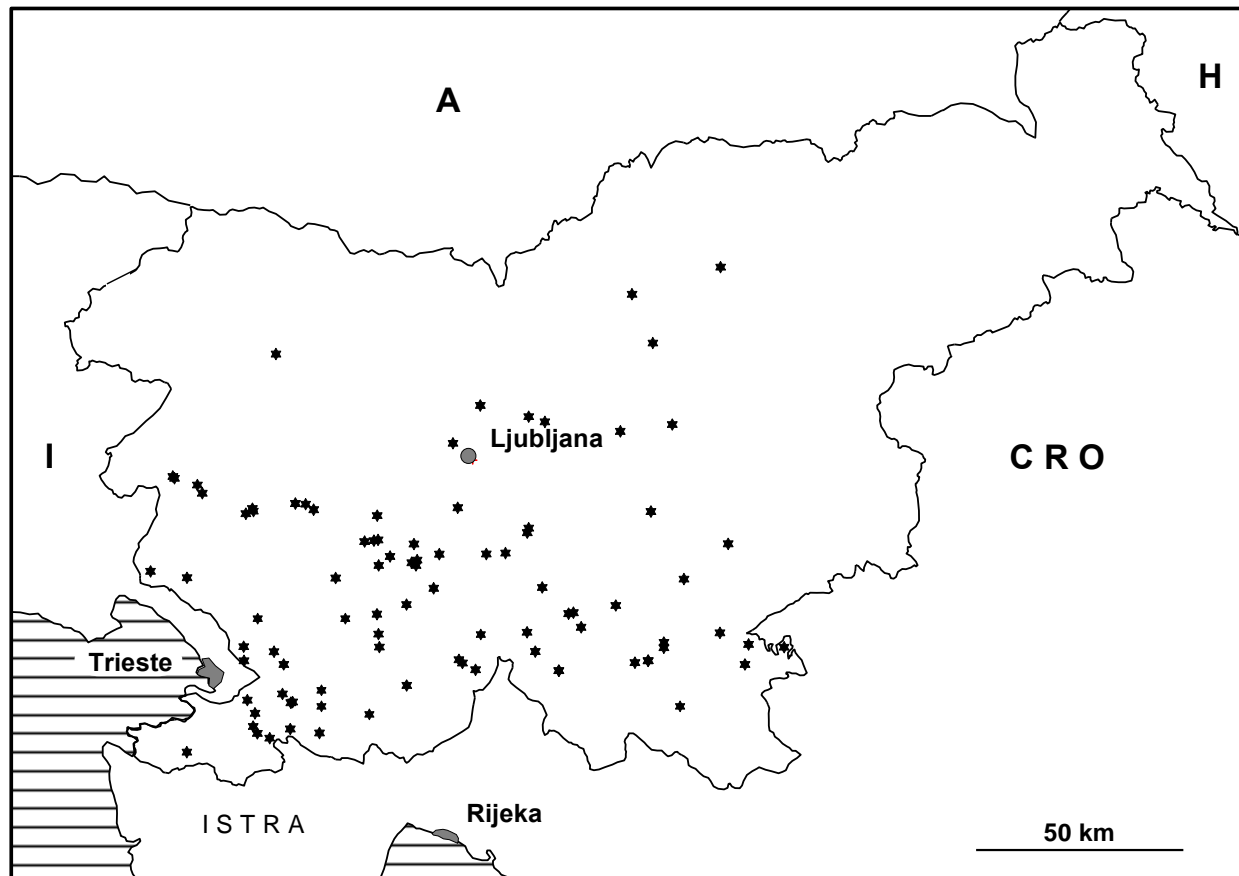 A
H
I
Ljubljana
C R O
Trieste
I S T R A
Rijeka
50 km